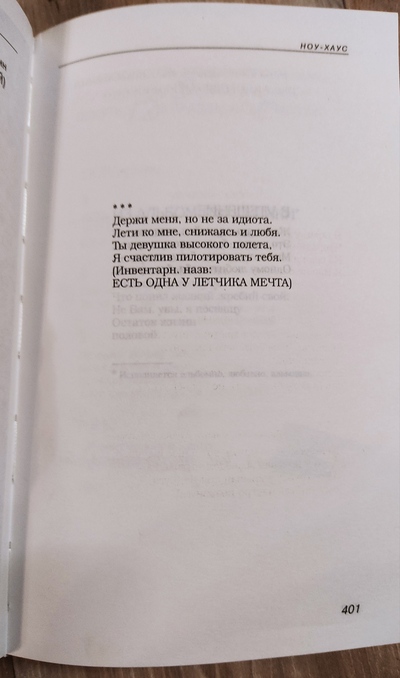 НОУ-ХАУС
***
Держи меня, но не за идиота.
Лети ко мне, снижаясь и любя.
Ты девушка высокого полета,
Я счастлив пилотировать тебя.
(Инвентарн. назв:
ЕСТЬ ОДНА У ЛЕТЧИКА МЕЧТА)
401